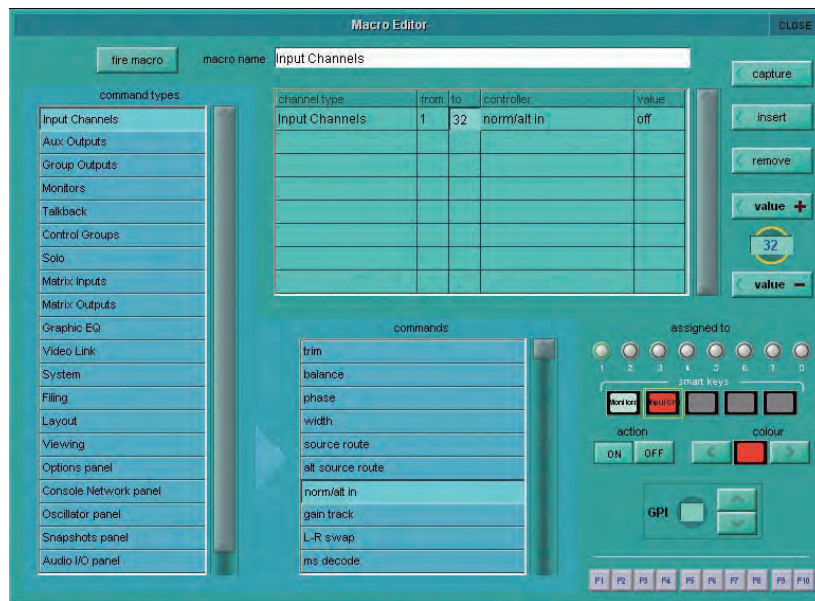 Macro Editor
CLOSE
fire macro
macro name
Input Channels
capture
command types
channel type from to controller value
Input Channels 1 32 norm/alt in off
insert
remove
value +
32
value −
Input Channels
Aux Outputs
Group Outputs
Monitors
Talkback
Control Groups
Solo
Matrix Inputs
Matrix Outputs
Graphic EQ
Video Link
System
Filing
Layout
Viewing
Options panel
Console Network panel
Oscillator panel
Snapshots panel
Audio I/O panel
commands
trim
balance
phase
width
source route
alt source route
norm/alt in
gain track
L-R swap
ms decode
assigned to
1 2 3 4 5 6 7 8
smart keys
Monitors
action
ON OFF
colour
< >
GPI
F1 F2 F3 F4 F5 F6 F7 F8 F9 F10